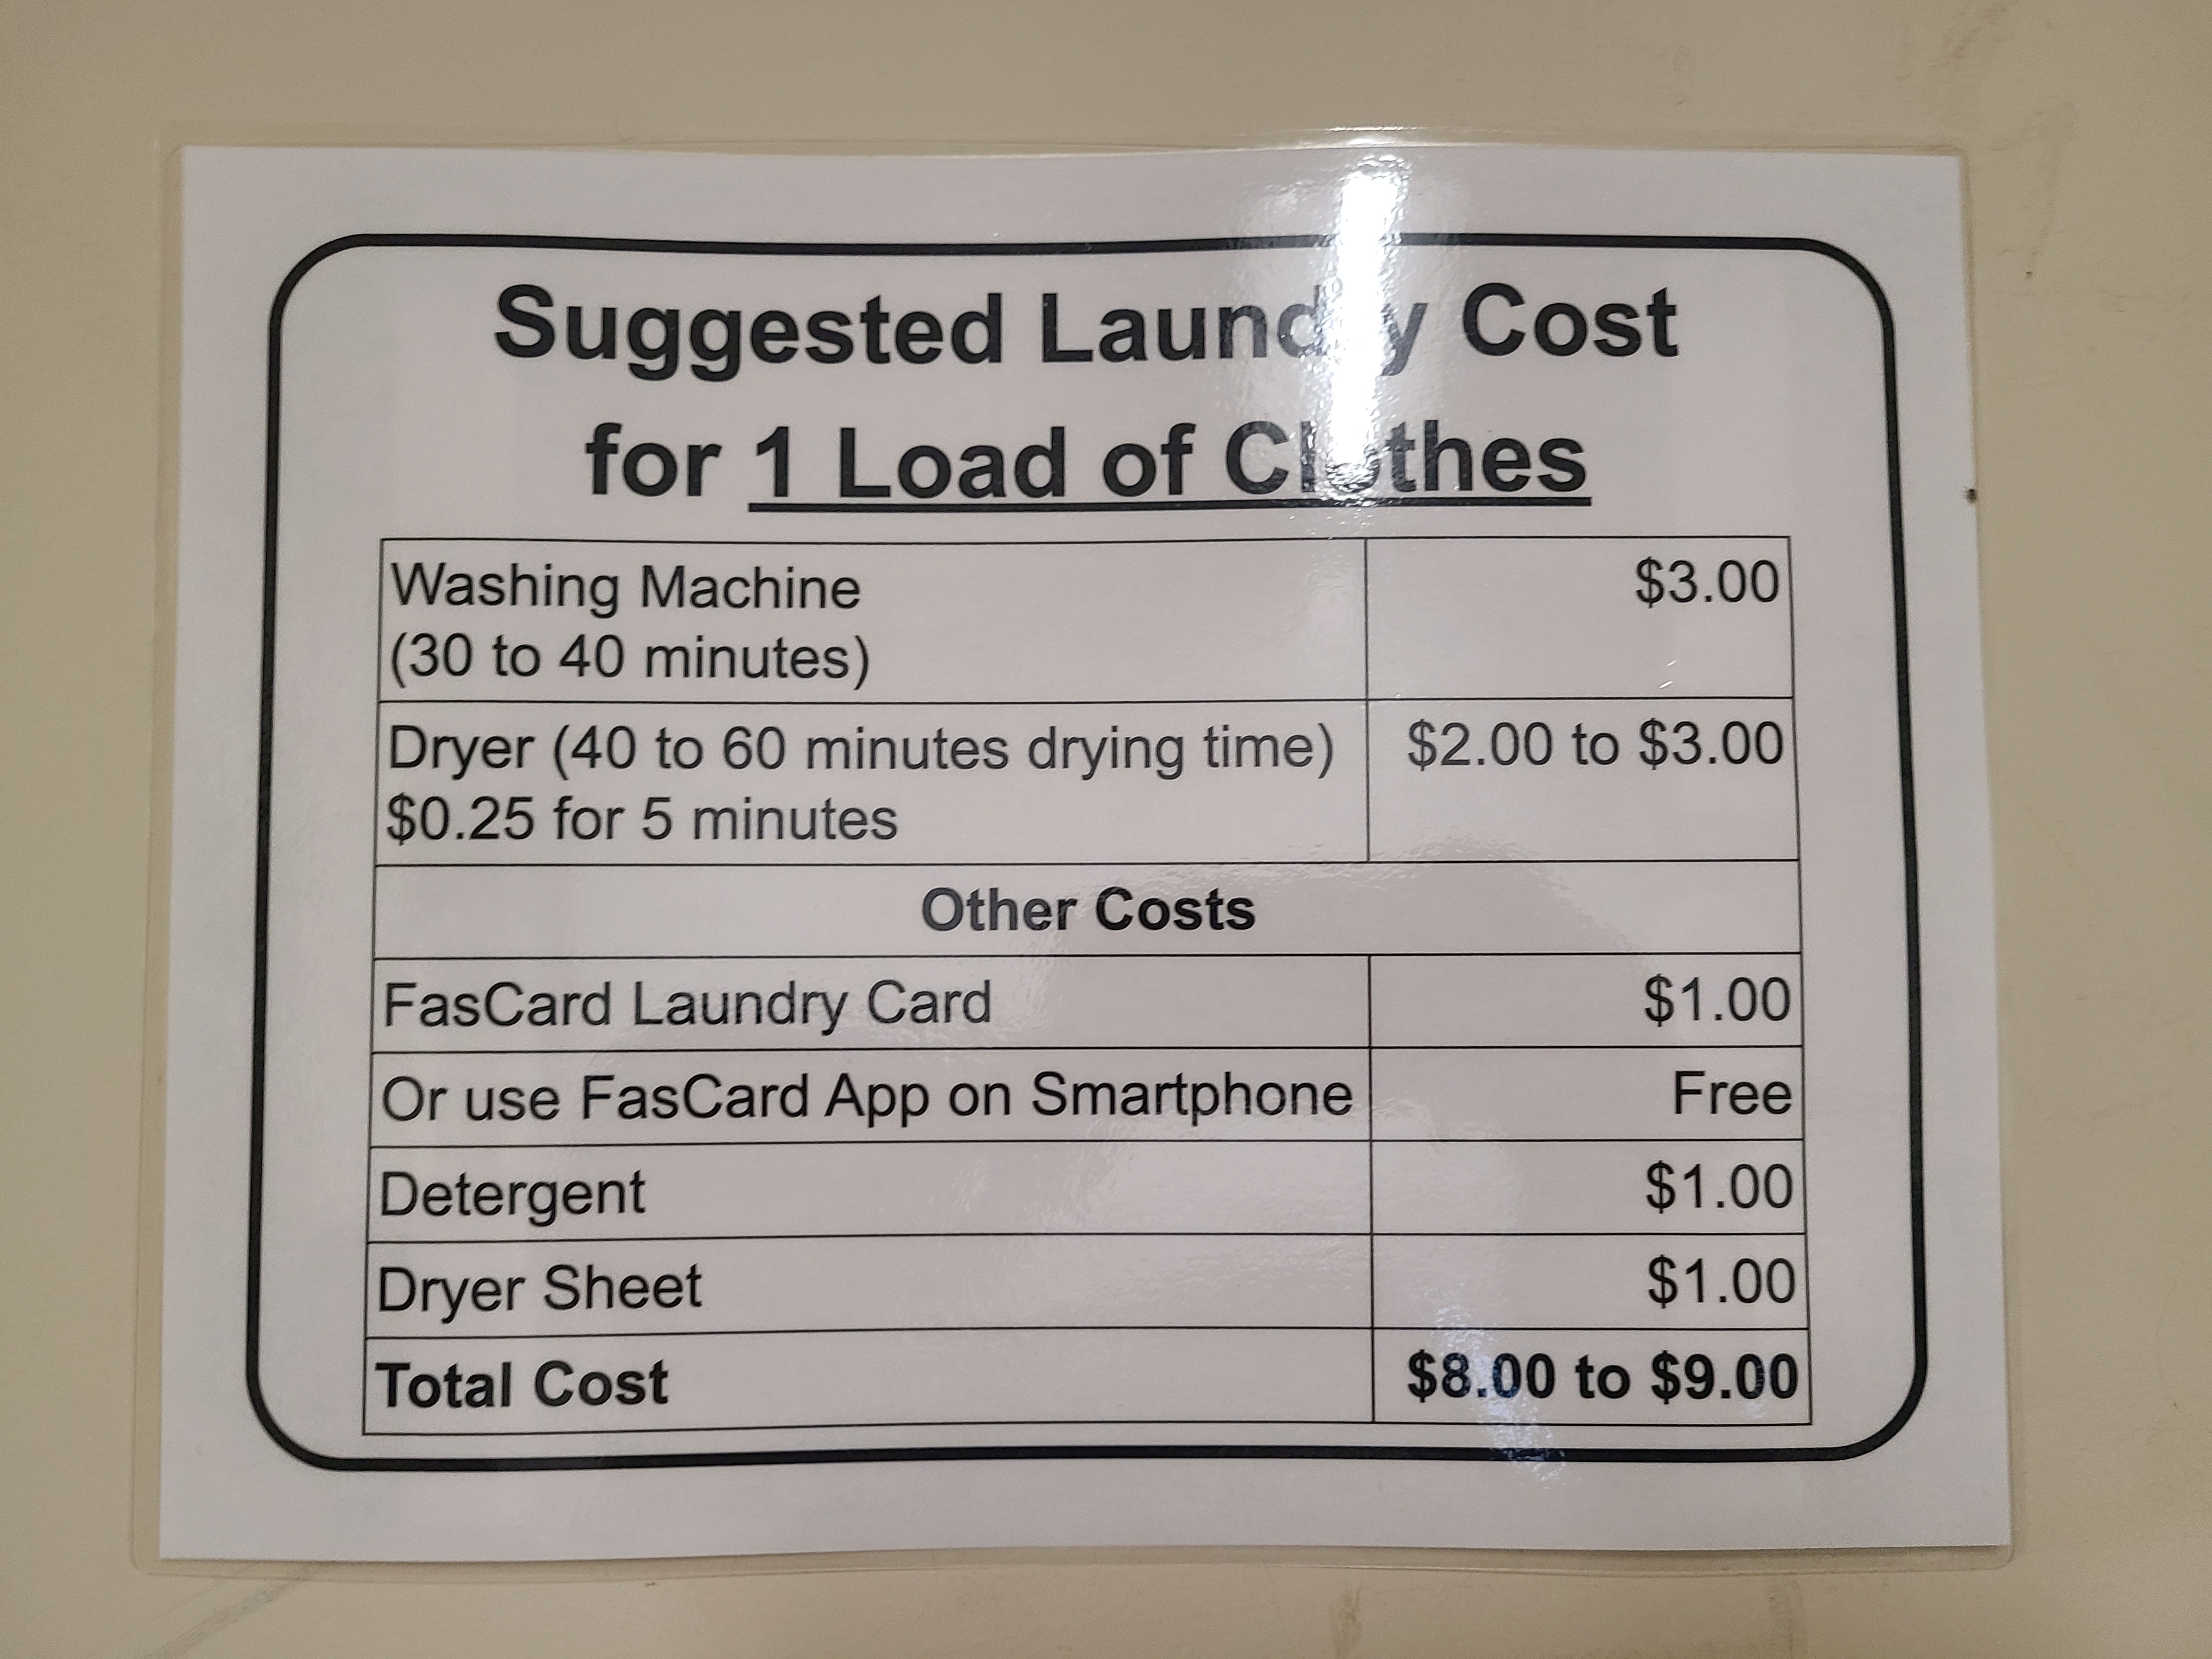 Suggested Laundry Cost
for 1 Load of Clothes
Washing Machine $3.00
(30 to 40 minutes)
Dryer (40 to 60 minutes drying time) $2.00 to $3.00
$0.25 for 5 minutes
Other Costs
FasCard Laundry Card $1.00
Or use FasCard App on Smartphone Free
Detergent $1.00
Dryer Sheet $1.00
Total Cost $8.00 to $9.00